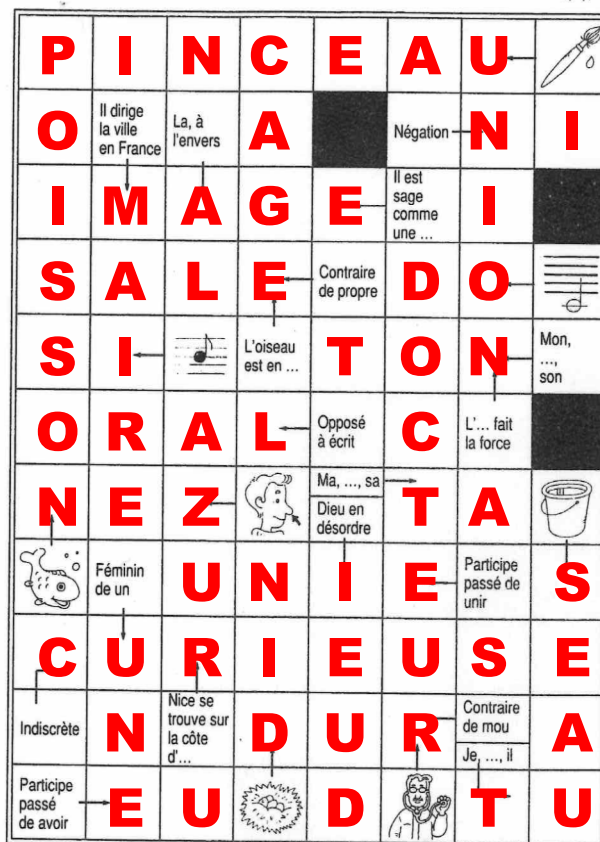 P I N C E A U
O Il dirige la ville en France La, à l'envers A Négation N I
I M A G E Il est sage comme une ... I
S A L E Contraire de propre D O
S I L'oiseau est en ... T O N Mon, ..., son
O R A L Opposé à écrit C L'... fait la force
N E Z Ma, ..., sa Dieu en désordre T A
Féminin de un U N I E Participe passé de unir S
C U R I E U S E
Indiscrète N Nice se trouve sur la côte d'... D U R Contraire de mou Je, ..., il A
Participe passé de avoir E U D T U